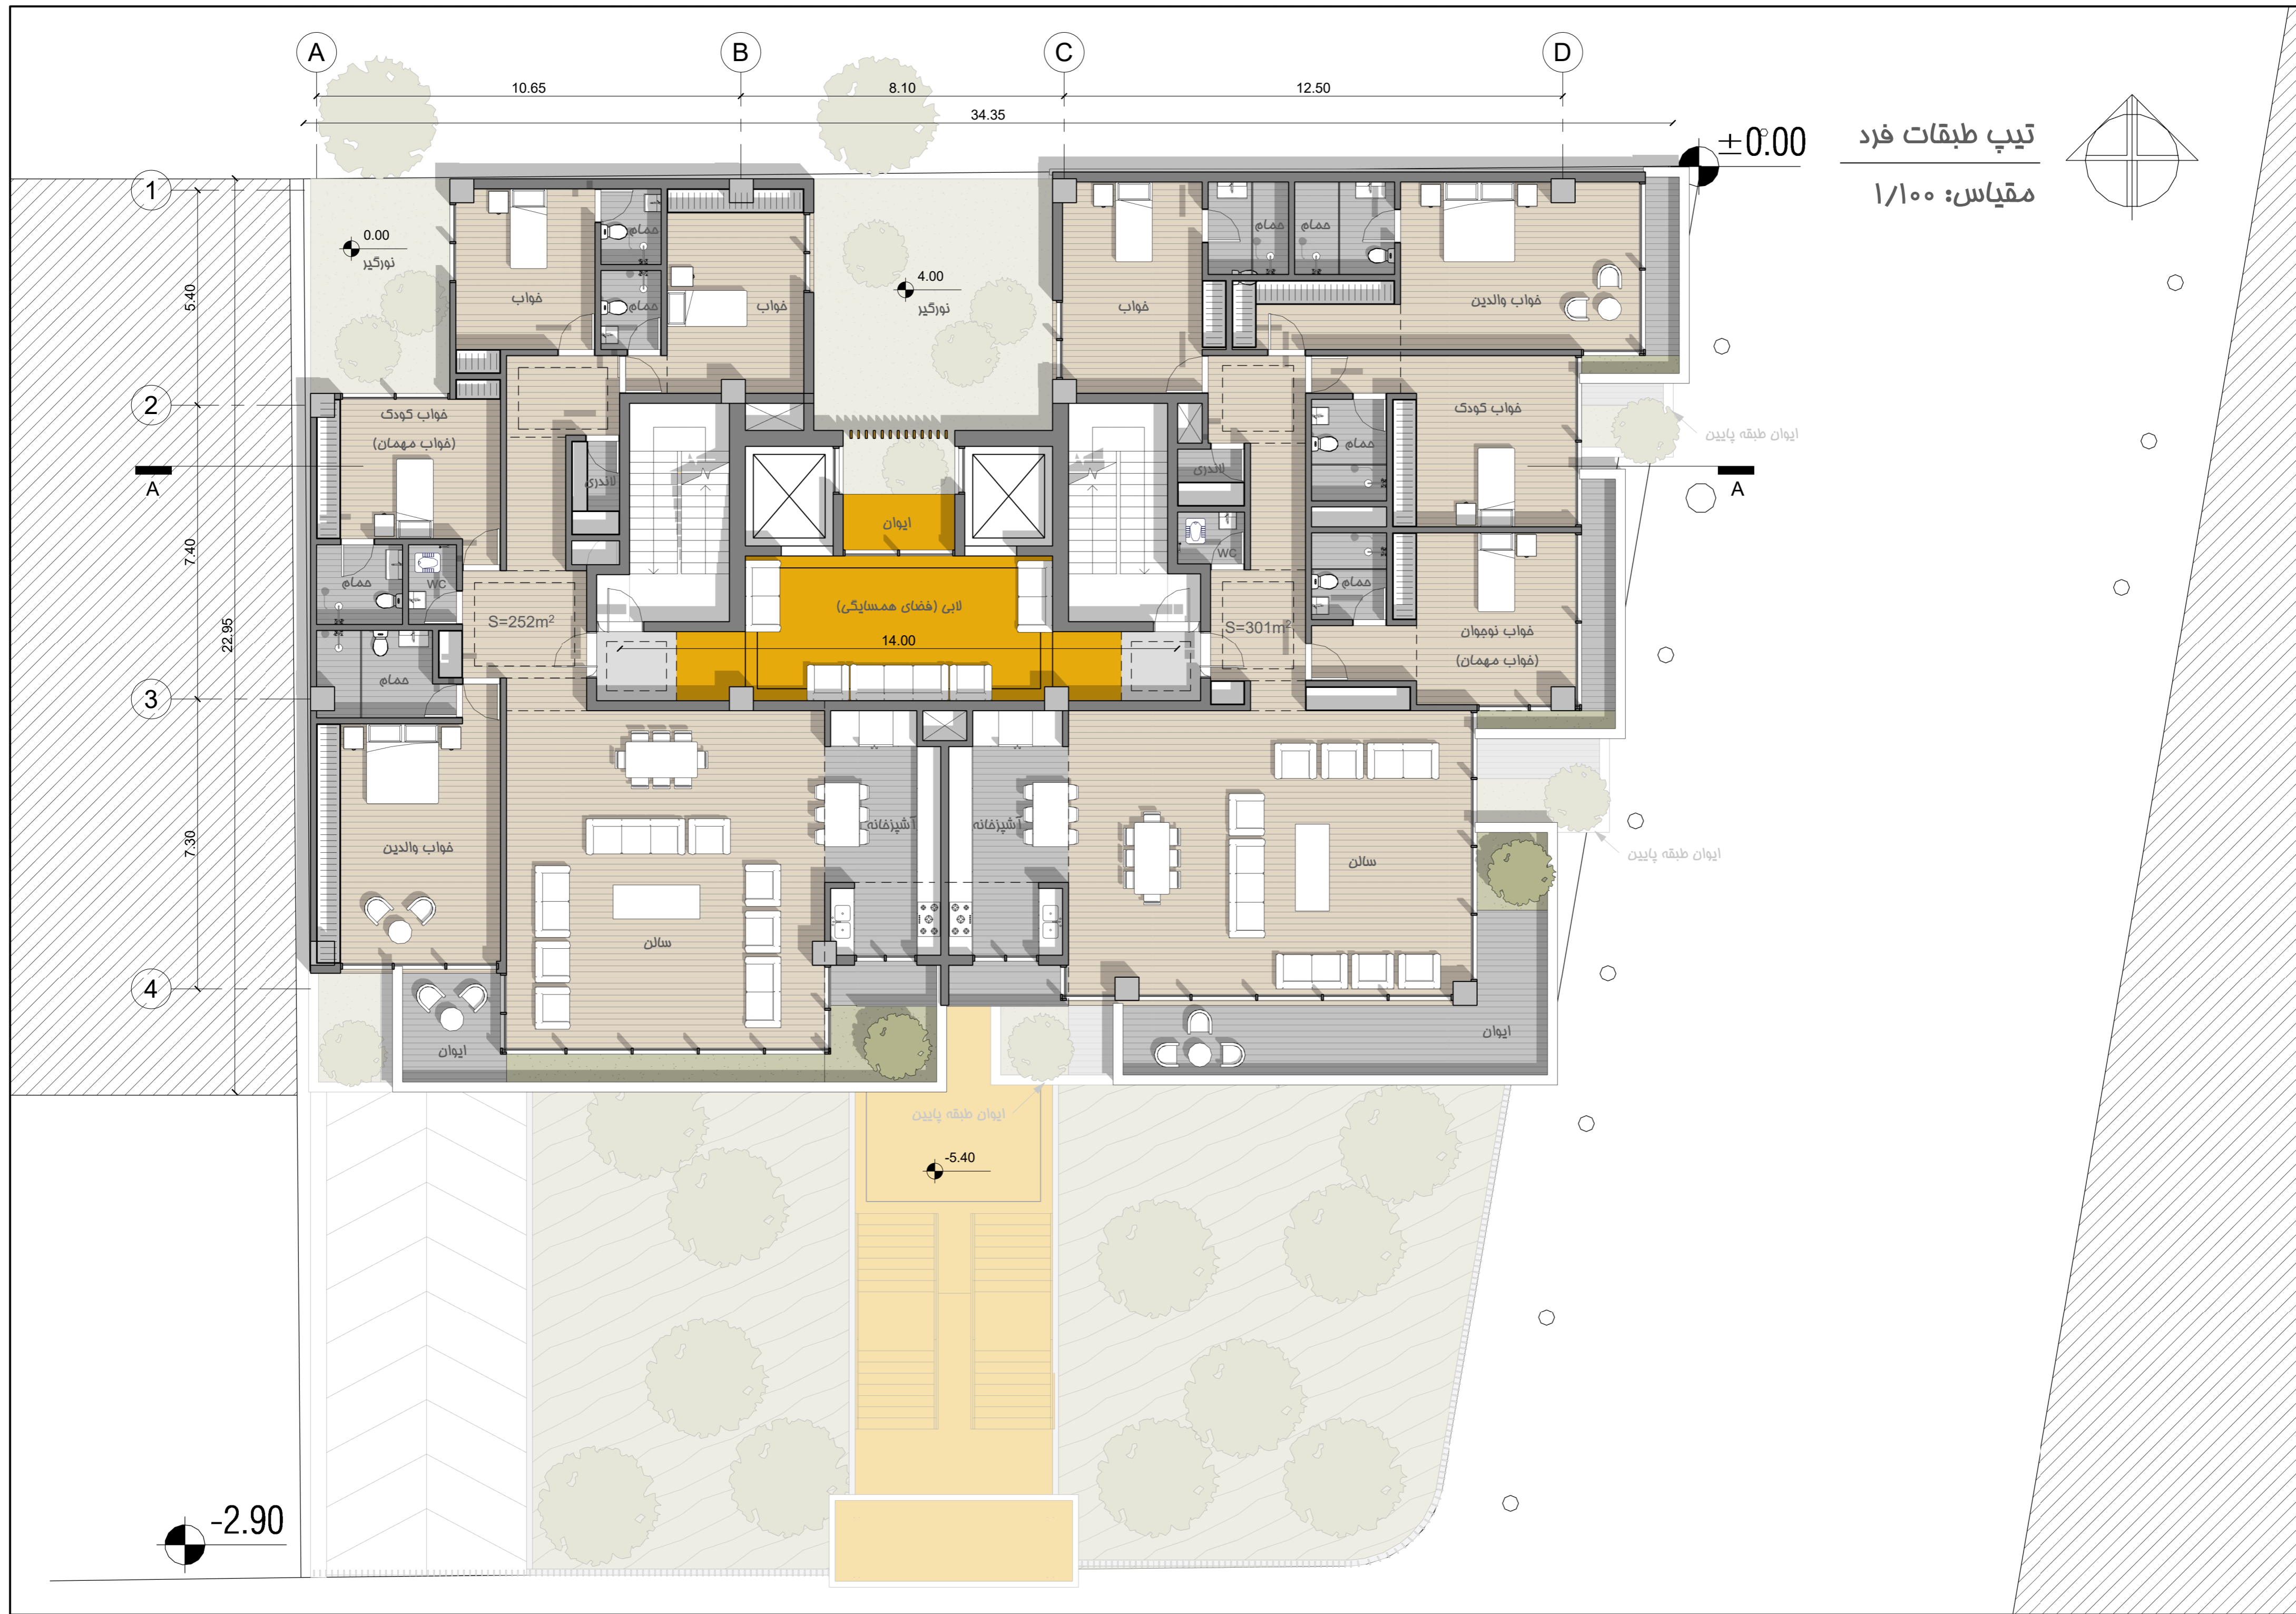 A
B
C
D
10.65
8.10
12.50
34.35
±0.00
تیپ طبقات فرد
مقیاس: ۱/۱۰۰
1
2
3
4
5.40
7.40
7.30
22.95
0.00
نورگیر
خواب
حمام
حمام
خواب
4.00
نورگیر
خواب
حمام
حمام
خواب والدین
خواب کودک
(خواب مهمان)
خواب کودک
ایوان طبقه پایین
A
A
لاندری
ایوان
لاندری
حمام
حمام
WC
WC
حمام
S=252m²
لابی (فضای همسایگی)
14.00
S=301m²
خواب نوجوان
(خواب مهمان)
حمام
خواب والدین
آشپزخانه
آشپزخانه
سالن
سالن
ایوان طبقه پایین
ایوان
ایوان
ایوان طبقه پایین
-5.40
-2.90